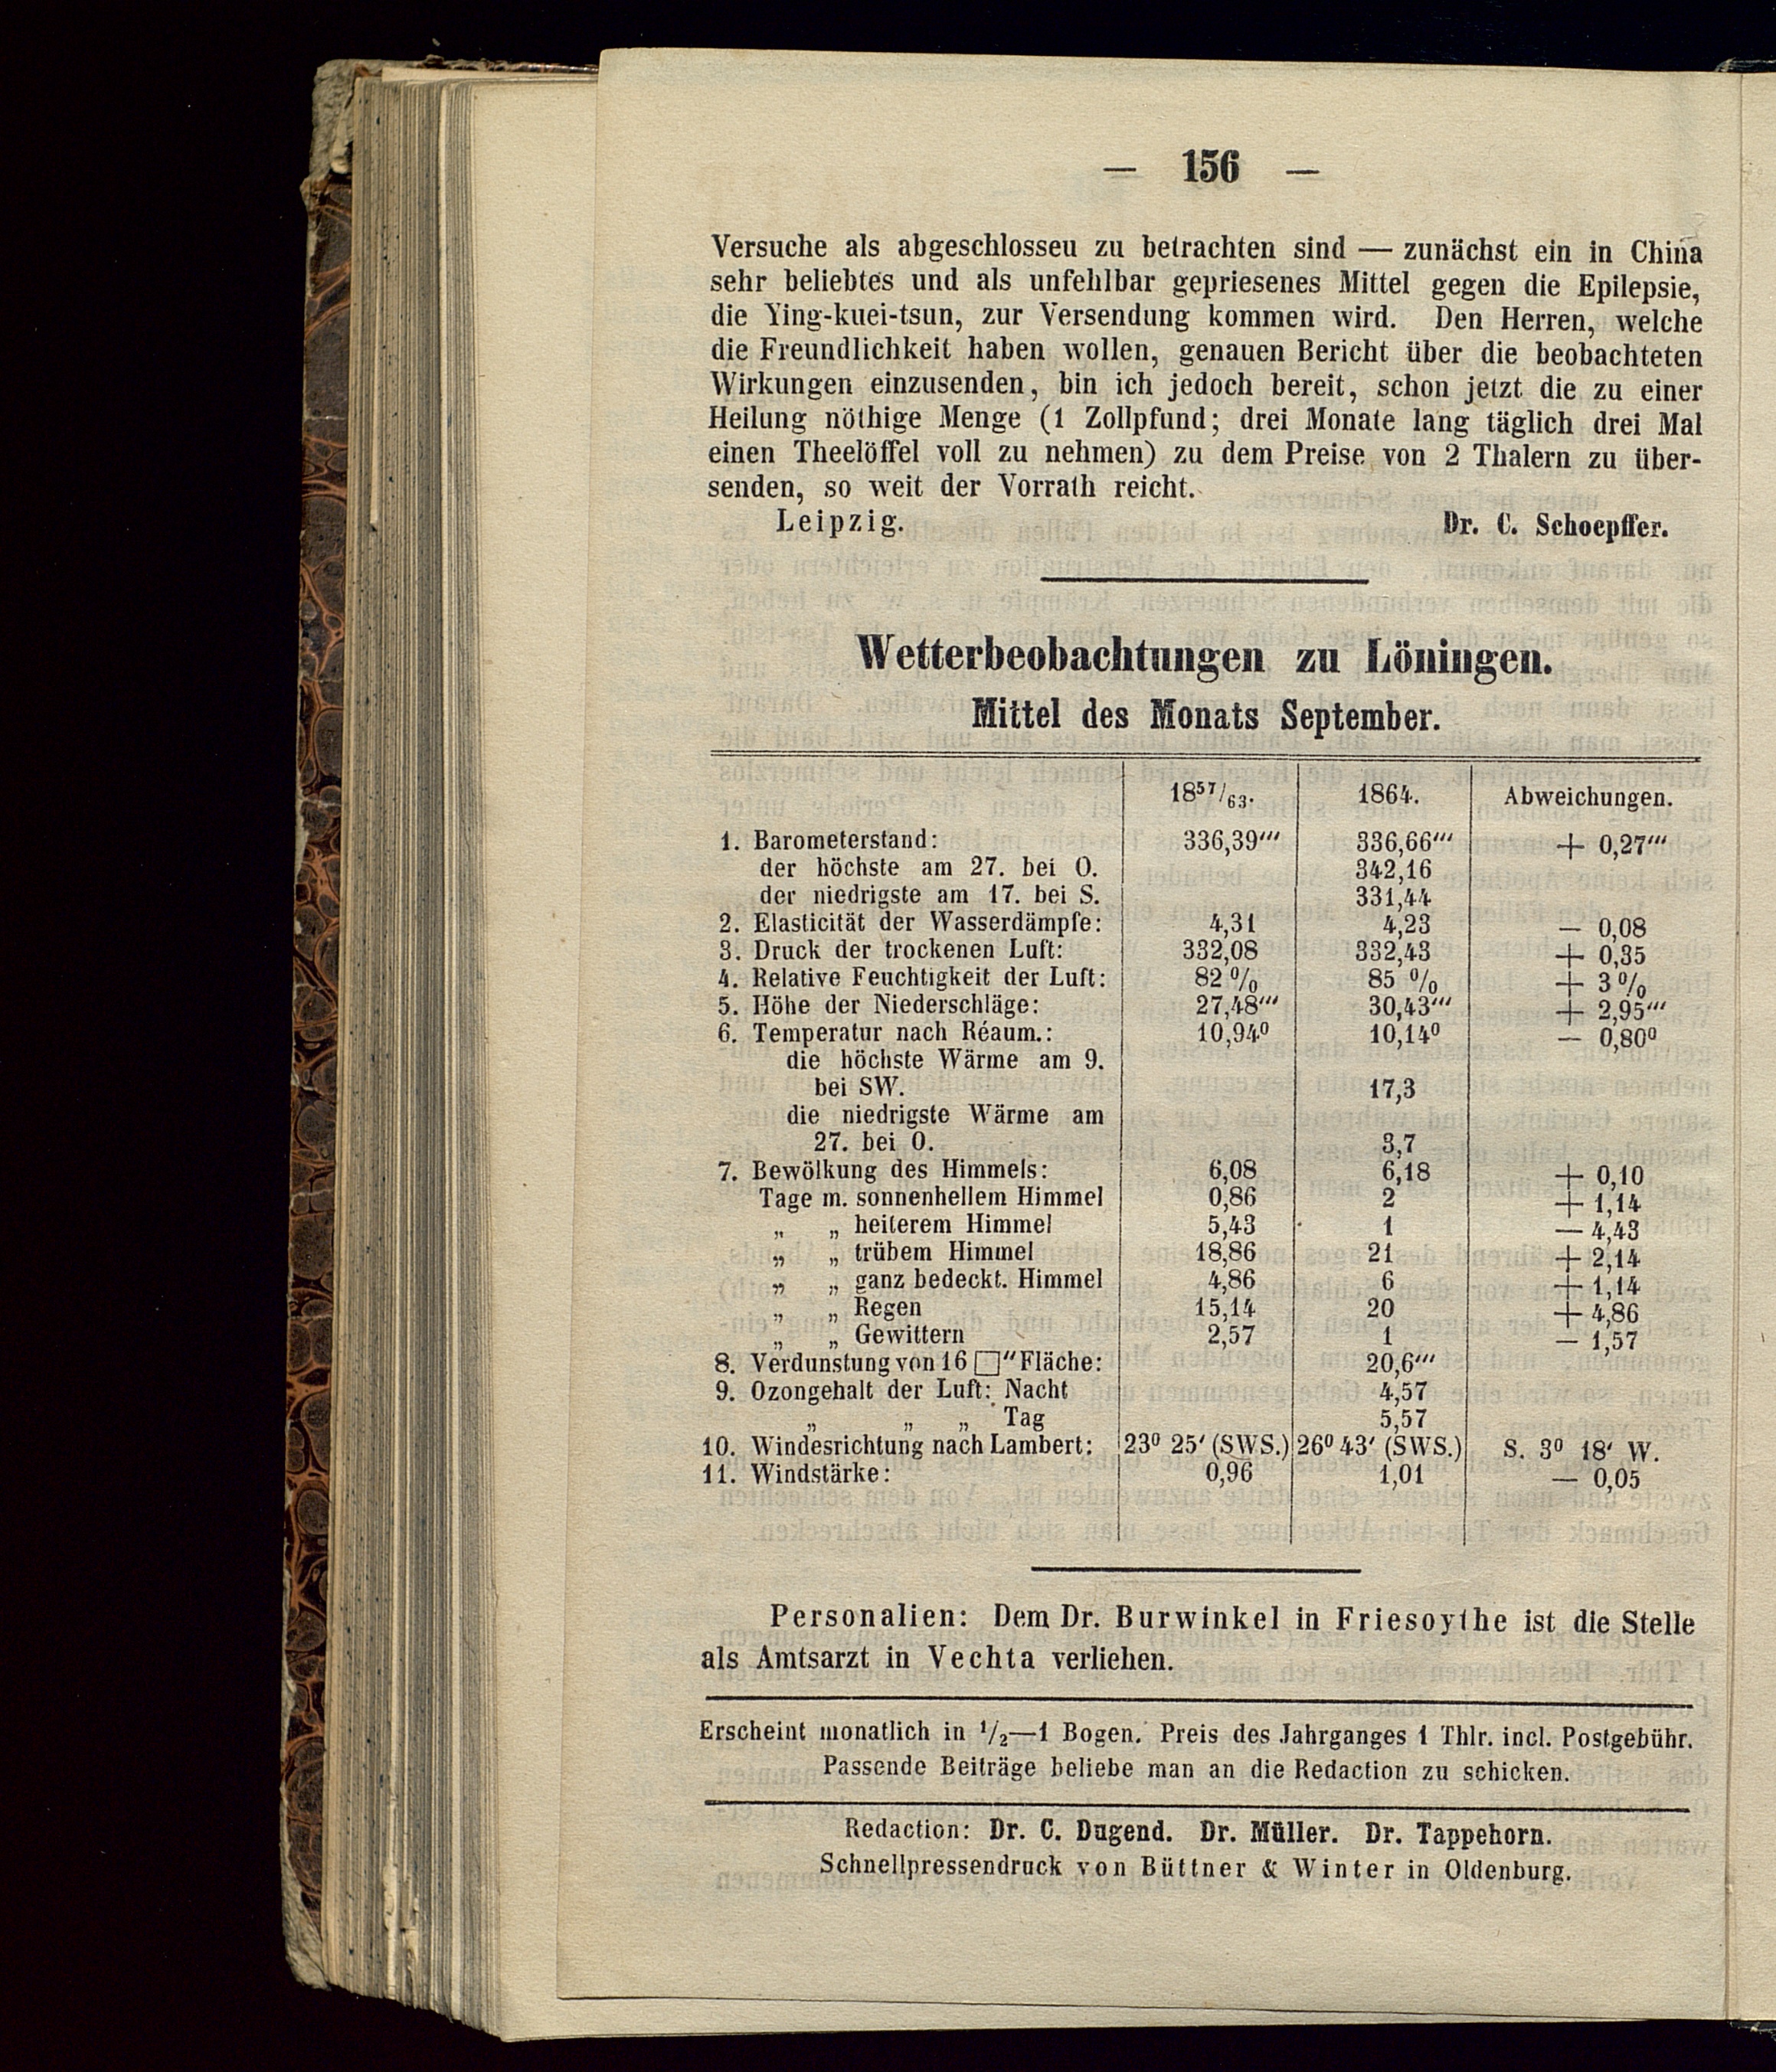 — 156 —
Versuche als abgeschlosseu zu betrachten sind — zunächst ein in China
sehr beliebtes und als unfehlbar gepriesenes Mittel gegen die Epilepsie,
die Ying-kuei-tsun, zur Versendung kommen wird. Den Herren, welche
die Freundlichkeit haben wollen, genauen Bericht über die beobachteten
Wirkungen einzusenden, bin ich jedoch bereit, schon jetzt die zu einer
Heilung nöthige Menge (1 Zollpfund; drei Monate lang täglich drei Mal
einen Theelöffel voll zu nehmen) zu dem Preise von 2 Thalern zu über-
senden, so weit der Vorrath reicht.
Leipzig. Dr. C. Schoepffer.
Wetterbeobachtungen zu Löningen.
Mittel des Monats September.
18⁵⁷/₆₃. 1864. Abweichungen.
1. Barometerstand: 336,39‴ 336,66‴ + 0,27‴
der höchste am 27. bei O. 342,16
der niedrigste am 17. bei S. 331,44
2. Elasticität der Wasserdämpfe: 4,31 4,23 — 0,08
3. Druck der trockenen Luft: 332,08 332,43 + 0,35
4. Relative Feuchtigkeit der Luft: 82 % 85 % + 3 %
5. Höhe der Niederschläge: 27,48‴ 30,43‴ + 2,95‴
6. Temperatur nach Réaum.: 10,94⁰ 10,14⁰ — 0,80⁰
die höchste Wärme am 9.
bei SW. 17,3
die niedrigste Wärme am
27. bei O. 3,7
7. Bewölkung des Himmels: 6,08 6,18 + 0,10
Tage m. sonnenhellem Himmel 0,86 2 + 1,14
„ „ heiterem Himmel 5,43 1 — 4,43
„ „ trübem Himmel 18,86 21 + 2,14
„ „ ganz bedeckt. Himmel 4,86 6 + 1,14
„ „ Regen 15,14 20 + 4,86
„ „ Gewittern 2,57 1 — 1,57
8. Verdunstung von 16 □″ Fläche: 20,6‴
9. Ozongehalt der Luft: Nacht 4,57
„ „ „ Tag 5,57
10. Windesrichtung nach Lambert: 23⁰ 25′ (SWS.) 26⁰ 43′ (SWS.) S. 3⁰ 18′ W.
11. Windstärke: 0,96 1,01 — 0,05
Personalien: Dem Dr. Burwinkel in Friesoythe ist die Stelle
als Amtsarzt in Vechta verliehen.
Erscheint monatlich in ¹/₂—1 Bogen. Preis des Jahrganges 1 Thlr. incl. Postgebühr.
Passende Beiträge beliebe man an die Redaction zu schicken.
Redaction: Dr. C. Dugend. Dr. Müller. Dr. Tappehorn.
Schnellpressendruck von Büttner & Winter in Oldenburg.